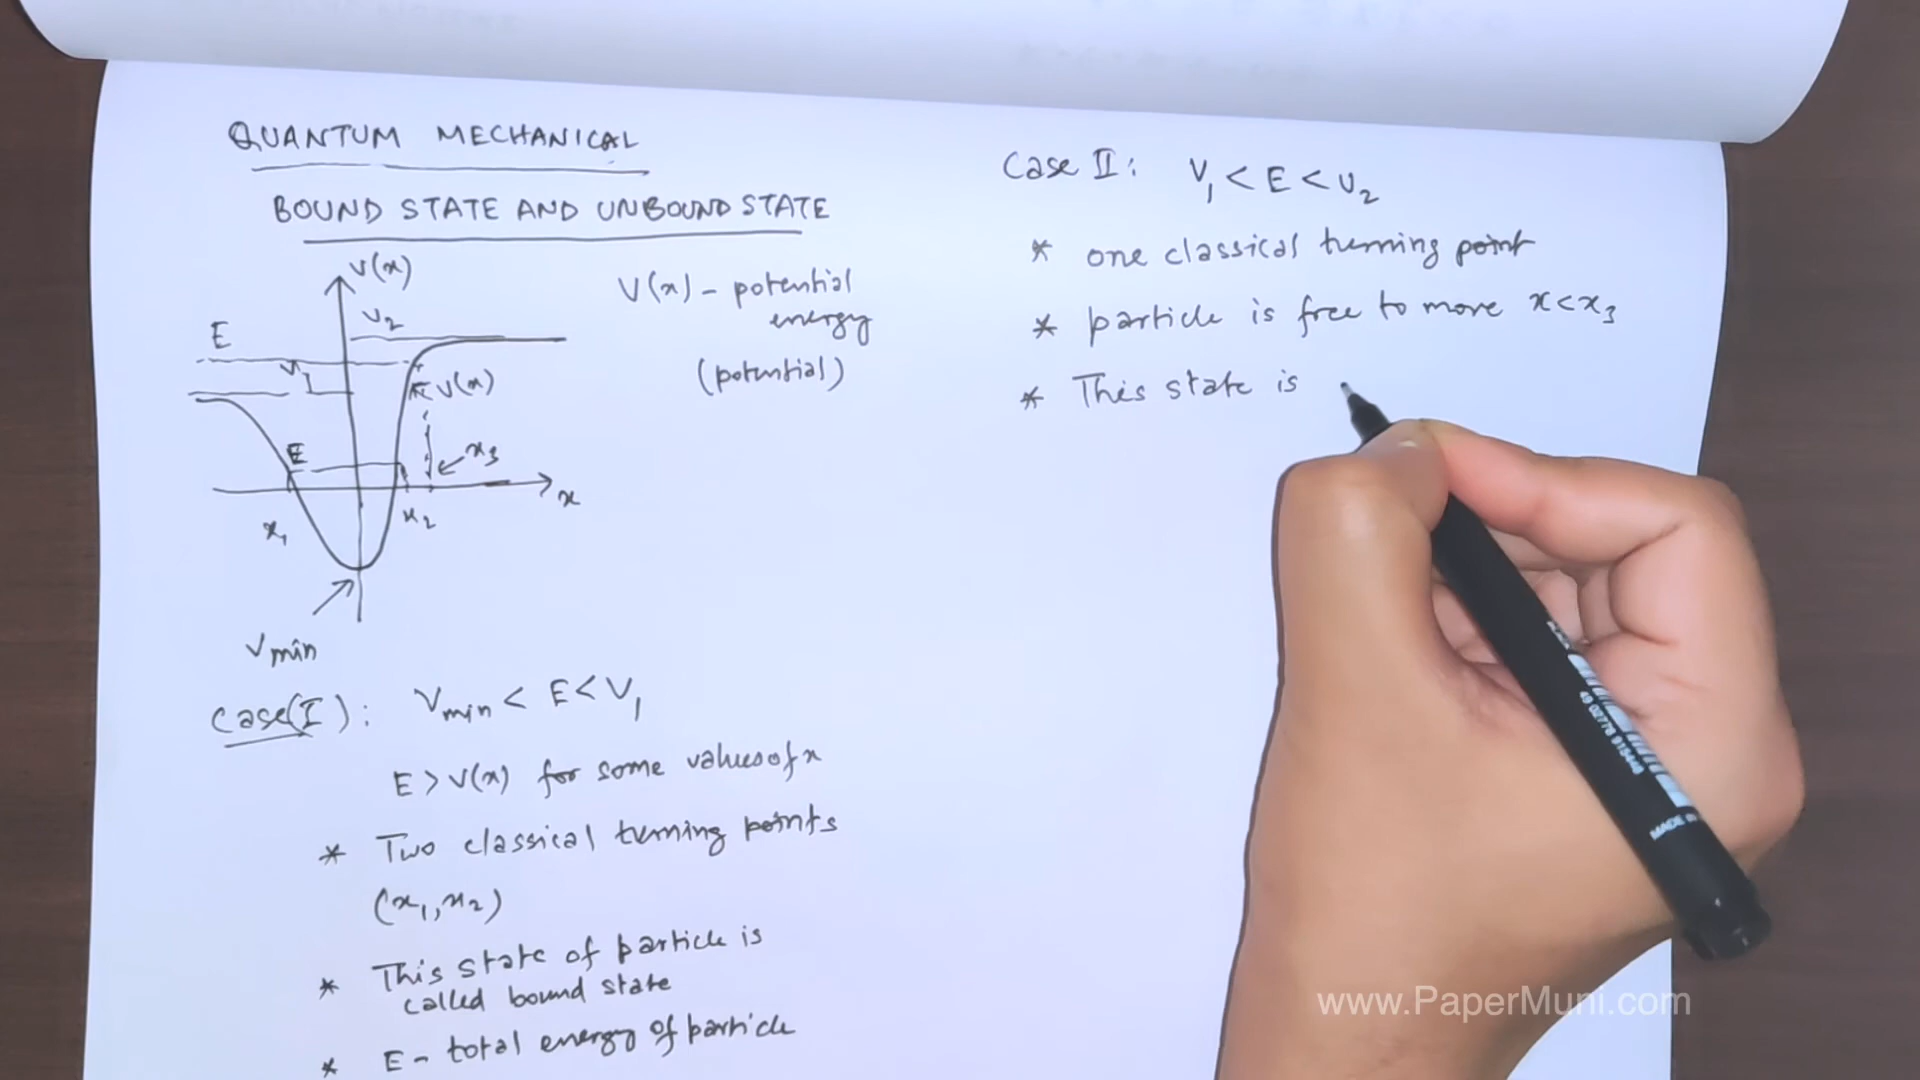 QUANTUM MECHANICAL
BOUND STATE AND UNBOUND STATE
V(x)
V2
E
V1
V(x)
E
x3
x
x1
x2
Vmin
V(x) - potential
energy
(potential)
Case(I): Vmin < E < V1
E > V(x) for some values of x
* Two classical turning points
(x1, x2)
* This state of particle is
called bound state
* E - total energy of particle
Case II: V1 < E < V2
* one classical turning point
* particle is free to move x < x3
* This state is
MADE IN
www.PaperMuni.com